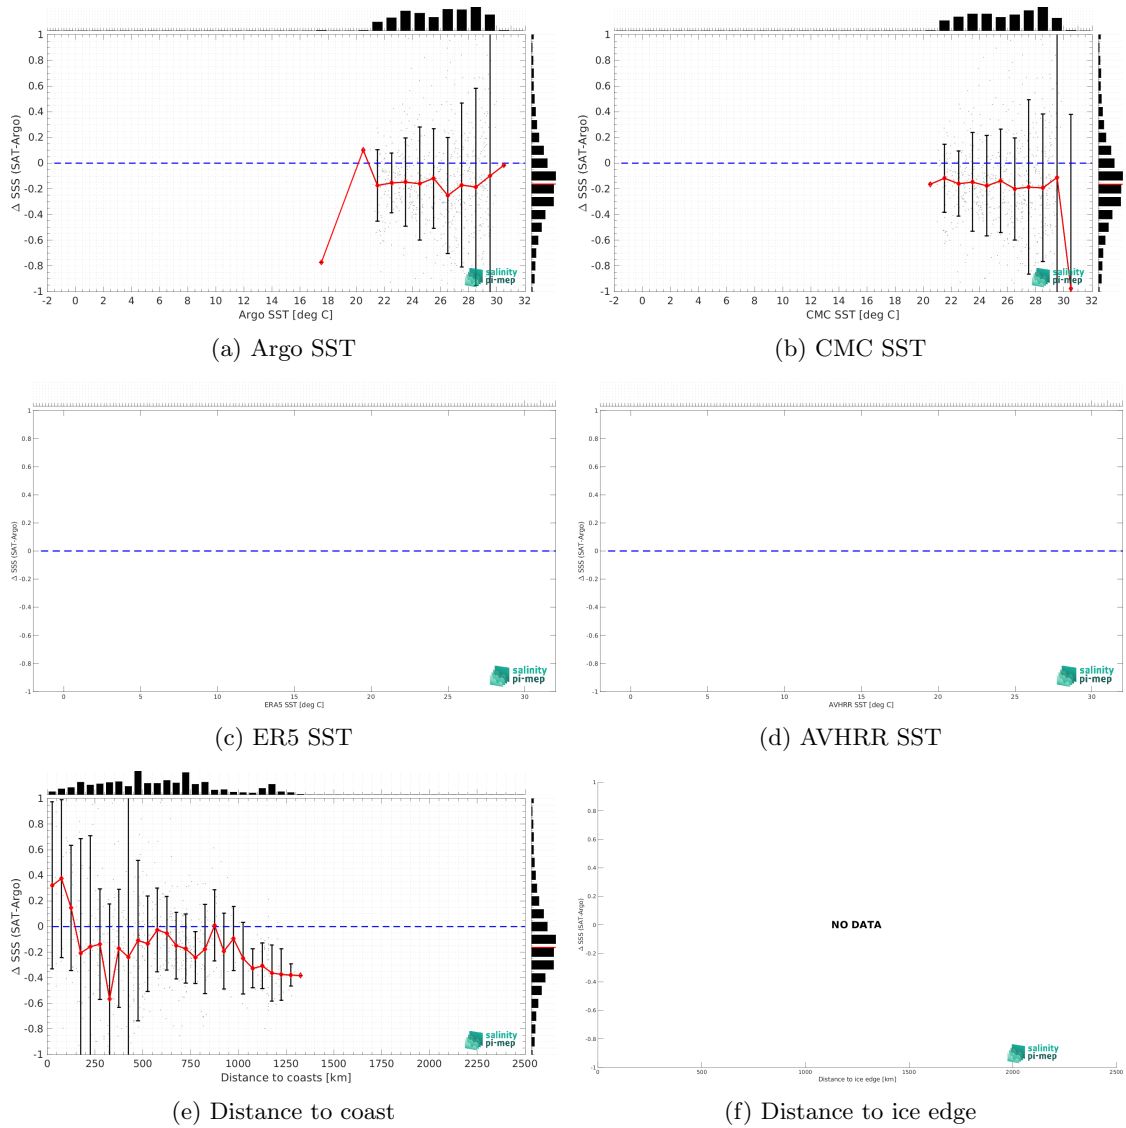 1
0.8
0.6
0.4
0.2
0
-0.2
-0.4
-0.6
-0.8
-1
Δ SSS (SAT-Argo)
-2 0 2 4 6 8 10 12 14 16 18 20 22 24 26 28 30 32
Argo SST [deg C]
salinity
pi-mep
(a) Argo SST
1
0.8
0.6
0.4
0.2
0
-0.2
-0.4
-0.6
-0.8
-1
Δ SSS (SAT-Argo)
-2 0 2 4 6 8 10 12 14 16 18 20 22 24 26 28 30 32
CMC SST [deg C]
salinity
pi-mep
(b) CMC SST
1
0.8
0.6
0.4
0.2
0
-0.2
-0.4
-0.6
-0.8
-1
Δ SSS (SAT-Argo)
0 5 10 15 20 25 30
ERA5 SST [deg C]
salinity
pi-mep
(c) ER5 SST
1
0.8
0.6
0.4
0.2
0
-0.2
-0.4
-0.6
-0.8
-1
Δ SSS (SAT-Argo)
0 5 10 15 20 25 30
AVHRR SST [deg C]
salinity
pi-mep
(d) AVHRR SST
1
0.8
0.6
0.4
0.2
0
-0.2
-0.4
-0.6
-0.8
-1
Δ SSS (SAT-Argo)
0 250 500 750 1000 1250 1500 1750 2000 2250 2500
Distance to coasts [km]
salinity
pi-mep
(e) Distance to coast
1
0.8
0.6
0.4
0.2
0
-0.2
-0.4
-0.6
-0.8
-1
Δ SSS (SAT-Argo)
NO DATA
0 500 1000 1500 2000 2500
Distance to ice edge [km]
salinity
pi-mep
(f) Distance to ice edge